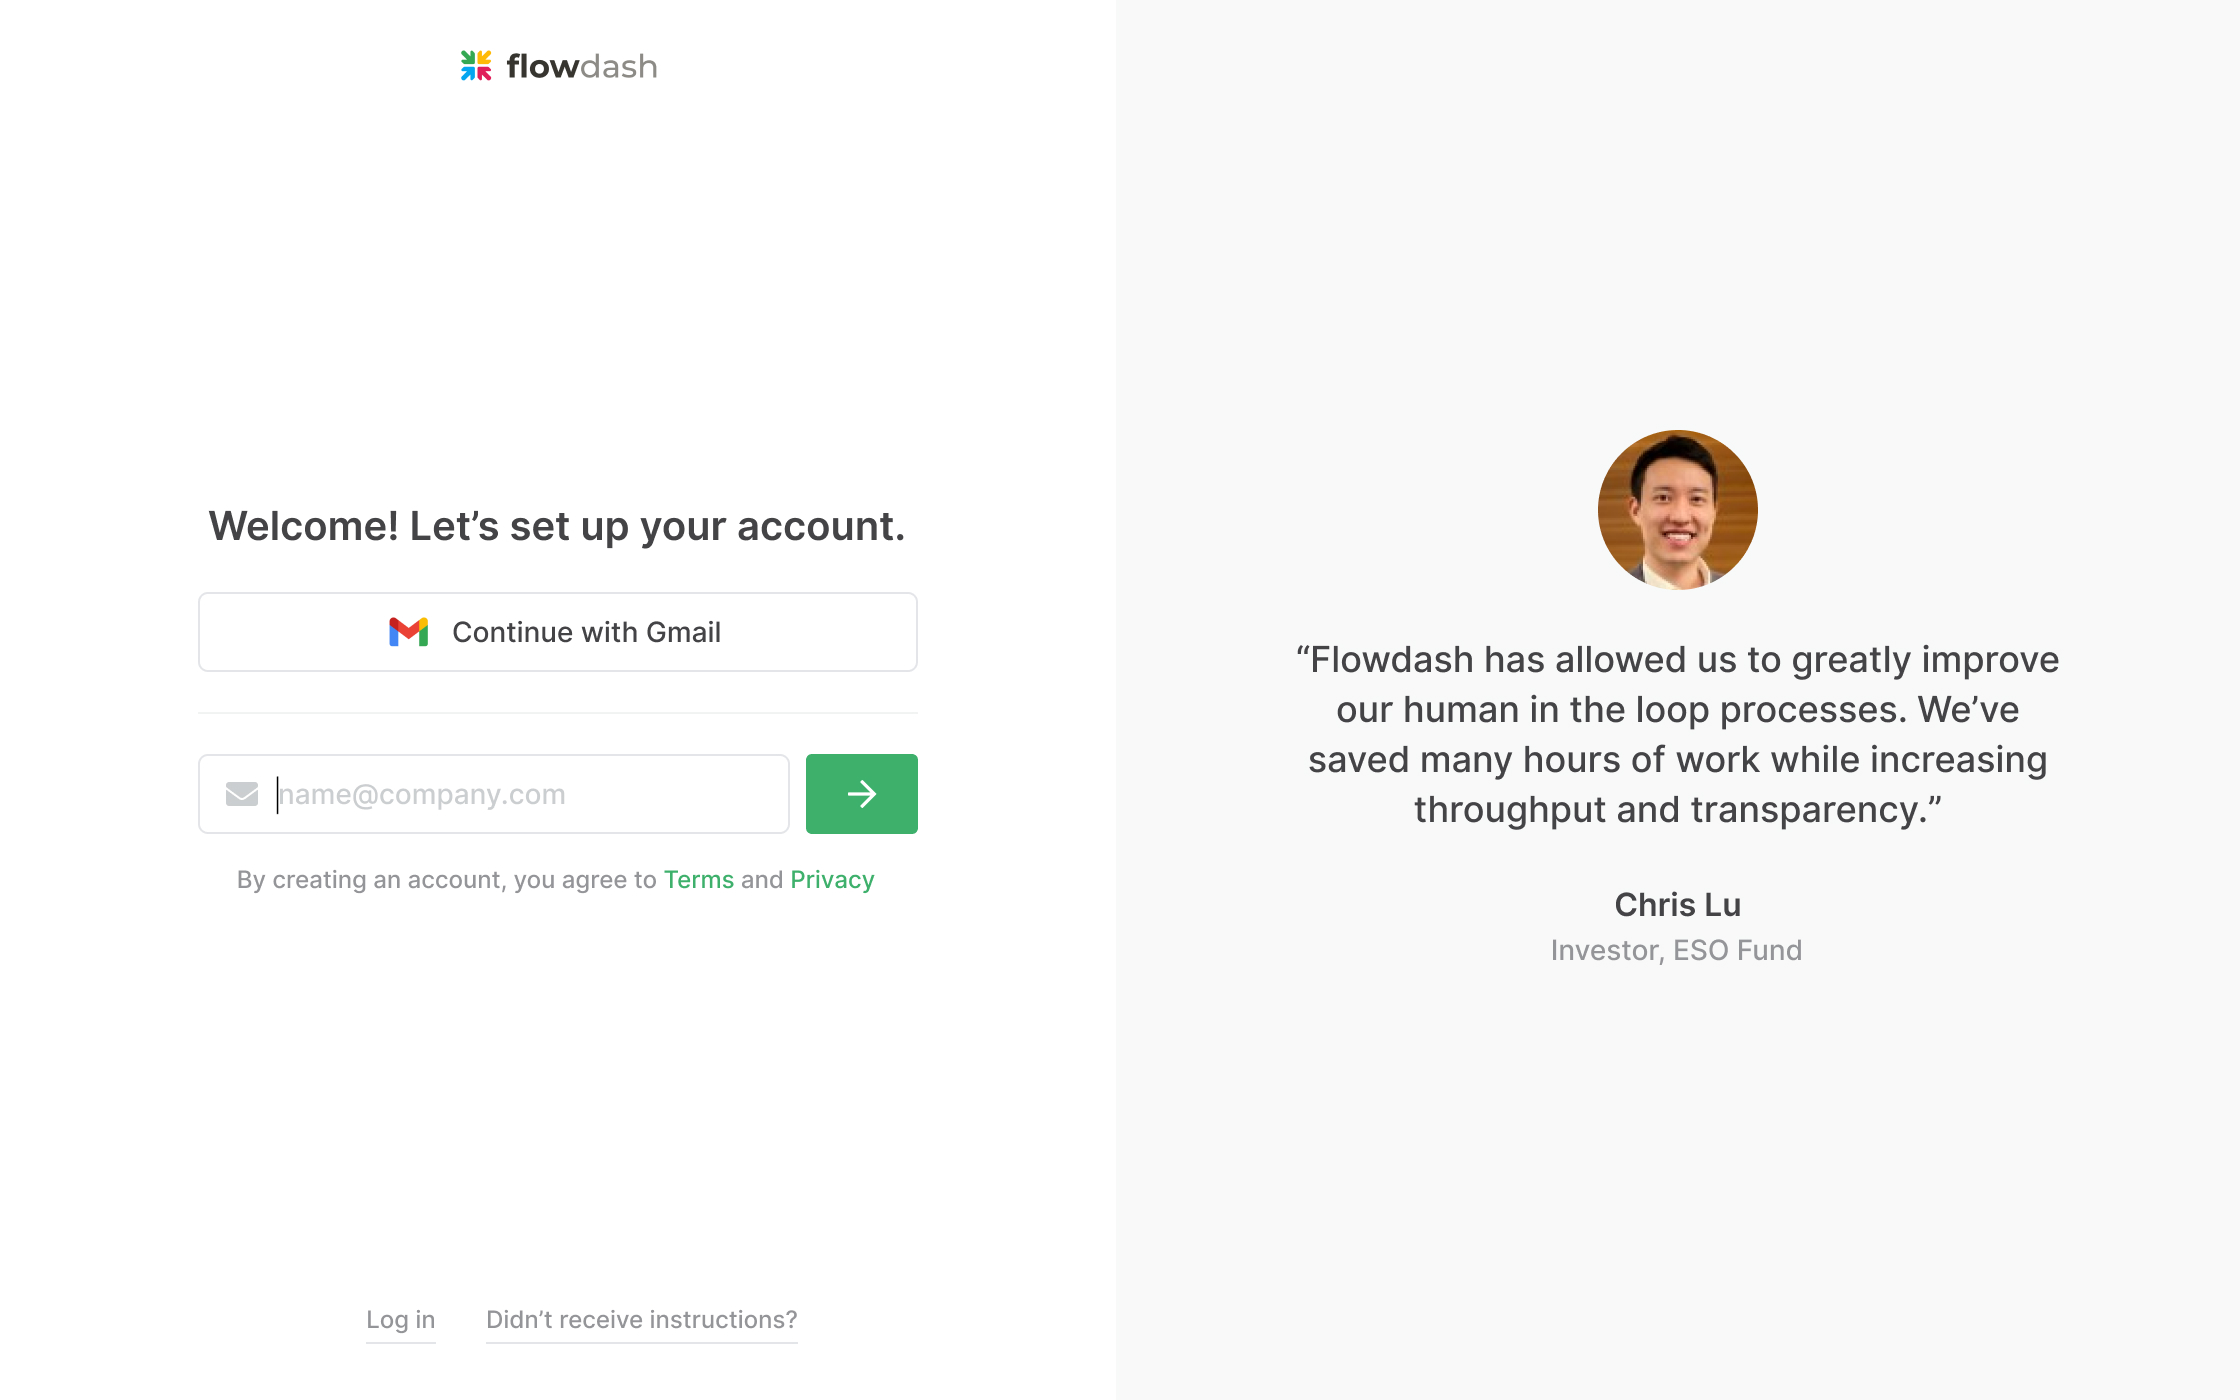 flowdash
Welcome! Let’s set up your account.
Continue with Gmail
name@company.com
By creating an account, you agree to Terms and Privacy
Log in
Didn’t receive instructions?
“Flowdash has allowed us to greatly improve
our human in the loop processes. We’ve
saved many hours of work while increasing
throughput and transparency.”
Chris Lu
Investor, ESO Fund